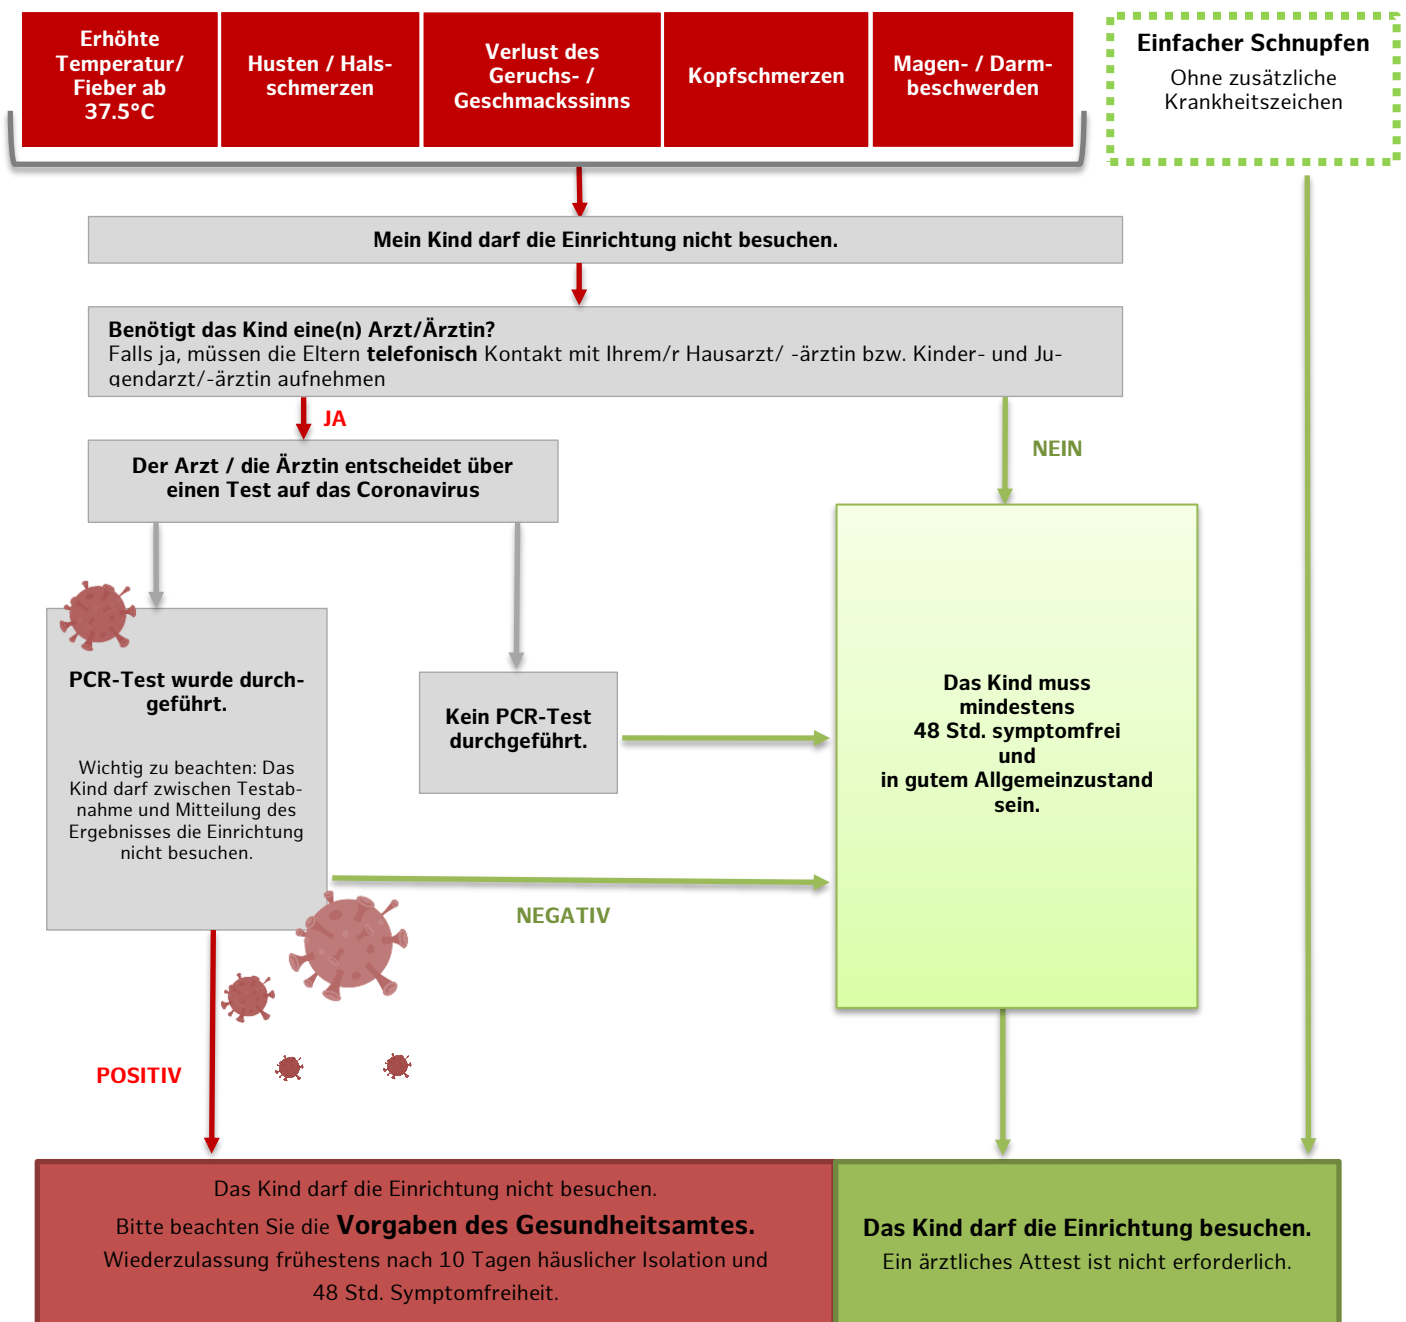 Erhöhte
Temperatur/
Fieber ab
37.5°C
Husten / Hals-
schmerzen
Verlust des
Geruchs- /
Geschmackssinns
Kopfschmerzen
Magen- / Darm-
beschwerden
Einfacher Schnupfen
Ohne zusätzliche
Krankheitszeichen
Mein Kind darf die Einrichtung nicht besuchen.
Benötigt das Kind eine(n) Arzt/Ärztin?
Falls ja, müssen die Eltern telefonisch Kontakt mit Ihrem/r Hausarzt/ -ärztin bzw. Kinder- und Ju-
gendarzt/-ärztin aufnehmen
JA
NEIN
Der Arzt / die Ärztin entscheidet über
einen Test auf das Coronavirus
PCR-Test wurde durch-
geführt.
Wichtig zu beachten: Das
Kind darf zwischen Testab-
nahme und Mitteilung des
Ergebnisses die Einrichtung
nicht besuchen.
Kein PCR-Test
durchgeführt.
Das Kind muss
mindestens
48 Std. symptomfrei
und
in gutem Allgemeinzustand
sein.
NEGATIV
POSITIV
Das Kind darf die Einrichtung nicht besuchen.
Bitte beachten Sie die Vorgaben des Gesundheitsamtes.
Wiederzulassung frühestens nach 10 Tagen häuslicher Isolation und
48 Std. Symptomfreiheit.
Das Kind darf die Einrichtung besuchen.
Ein ärztliches Attest ist nicht erforderlich.